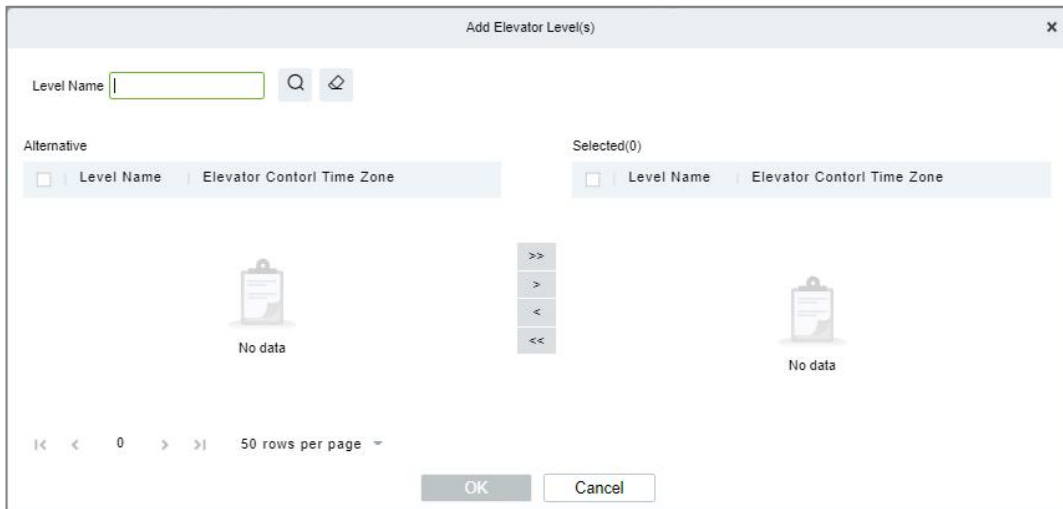 Add Elevator Level(s)
Level Name
Alternative
Selected(0)
Level Name Elevator Contorl Time Zone
Level Name Elevator Contorl Time Zone
>>
>
<
<<
No data
No data
0 50 rows per page
OK Cancel